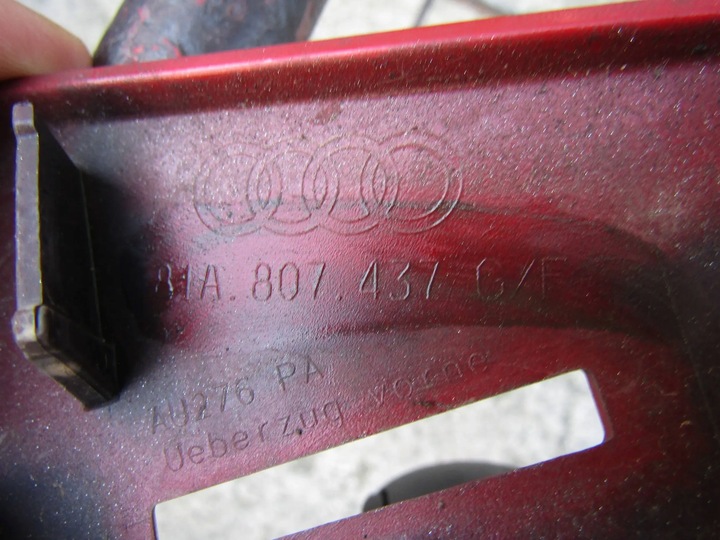 81A.807.437 G/F
AU276 PA
Ueberzug vorne